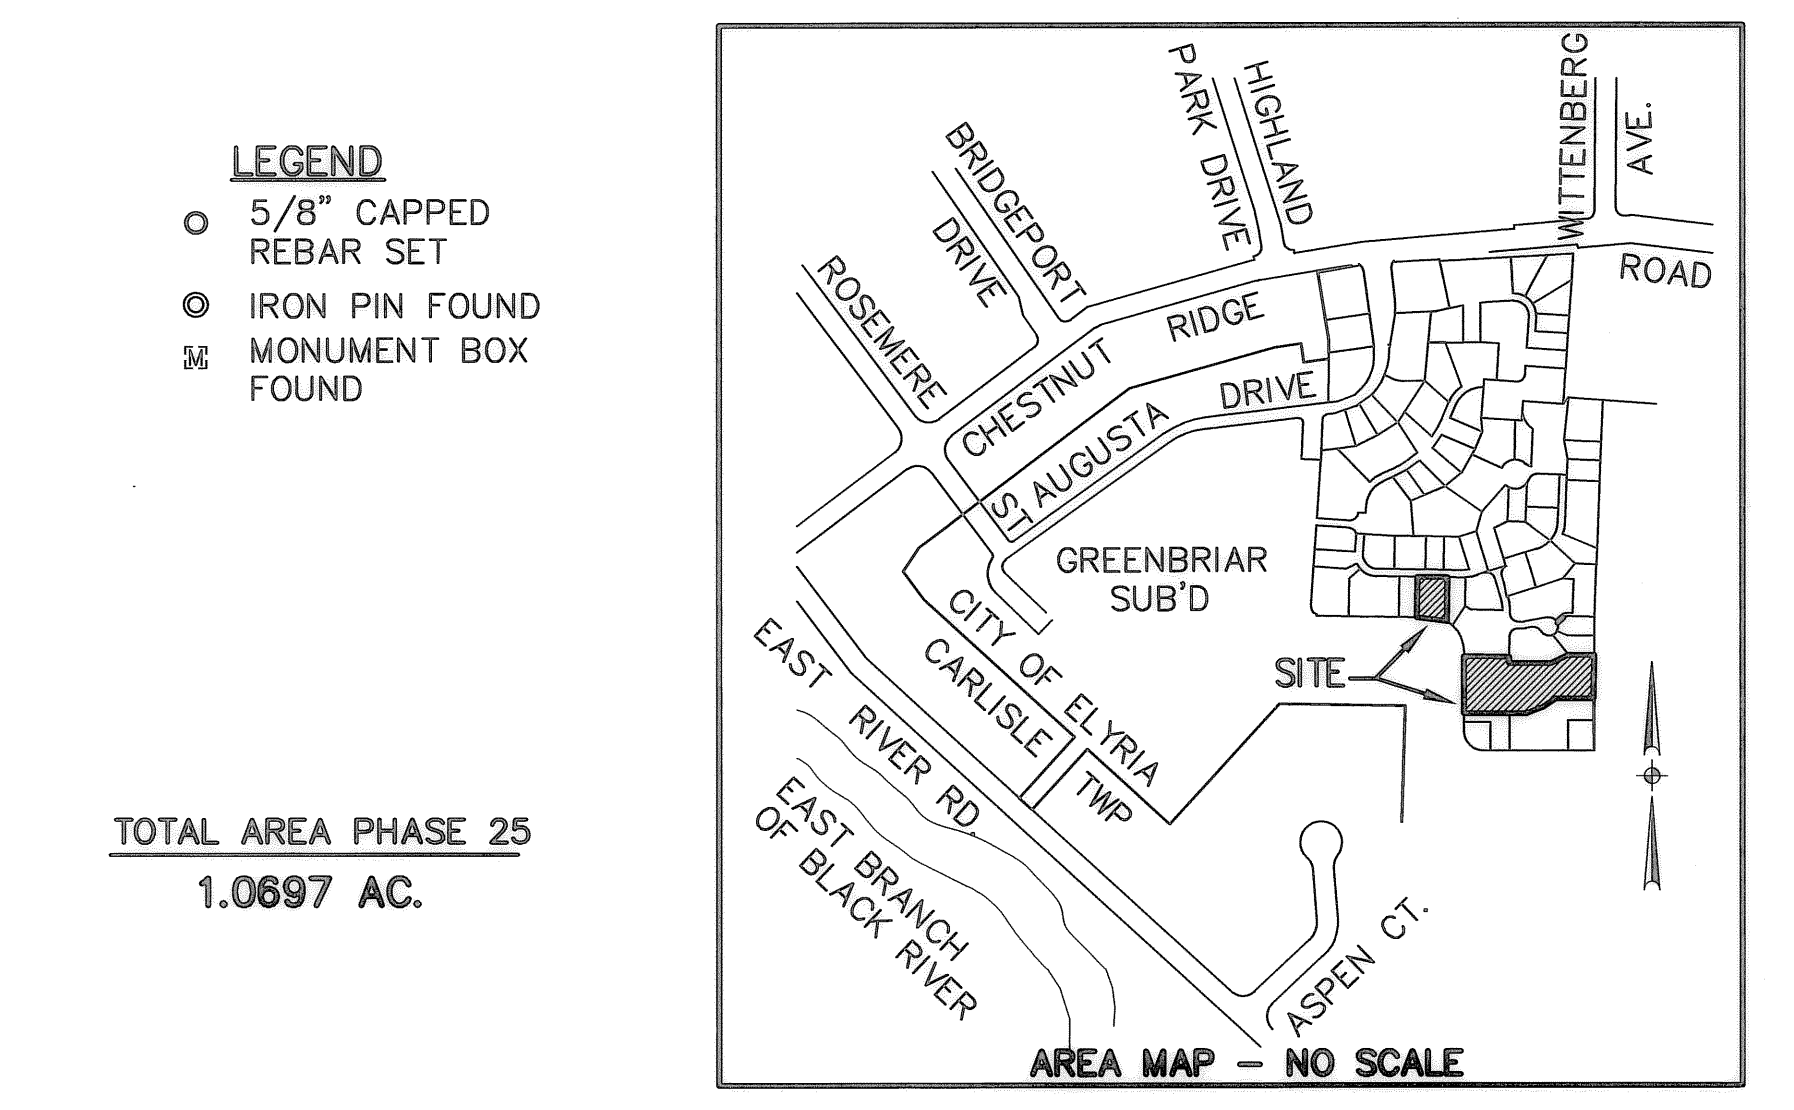 LEGEND
5/8" CAPPED
REBAR SET
IRON PIN FOUND
M
MONUMENT BOX
FOUND
TOTAL AREA PHASE 25
1.0697 AC.
WITTENBERG
AVE.
PARK DRIVE
HIGHLAND
BRIDGEPORT
DRIVE
ROSEMERE
CHESTNUT
RIDGE
ROAD
ST AUGUSTA
DRIVE
GREENBRIAR
SUB'D
CITY OF ELYRIA
CARLISLE
TWP
SITE
EAST RIVER RD.
EAST BRANCH
OF BLACK RIVER
ASPEN CT.
AREA MAP – NO SCALE